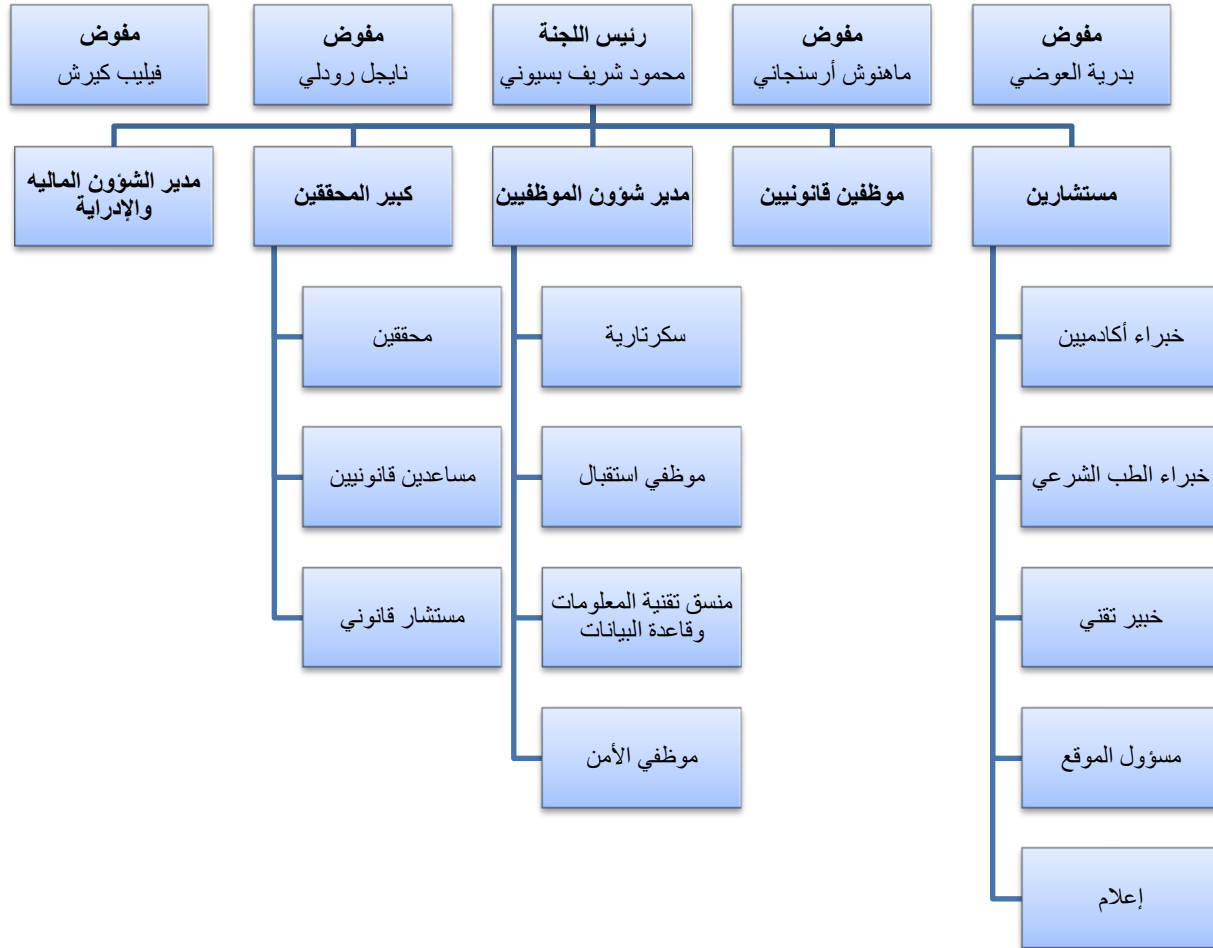 مفوض
بدرية العوضي
مفوض
ماهنوش أرسنجاني
رئيس اللجنة
محمود شريف بسيوني
مفوض
نايجل رودلي
مفوض
فيليب كيرش
مستشارين
موظفين قانونيين
مدير شؤون الموظفيين
كبير المحققين
مدير الشؤون الماليه
والإدراية
خبراء أكادميين
خبراء الطب الشرعي
خبير تقني
مسؤول الموقع
إعلام
سكرتارية
موظفي استقبال
منسق تقنية المعلومات
وقاعدة البيانات
موظفي الأمن
محققين
مساعدين قانونيين
مستشار قانوني